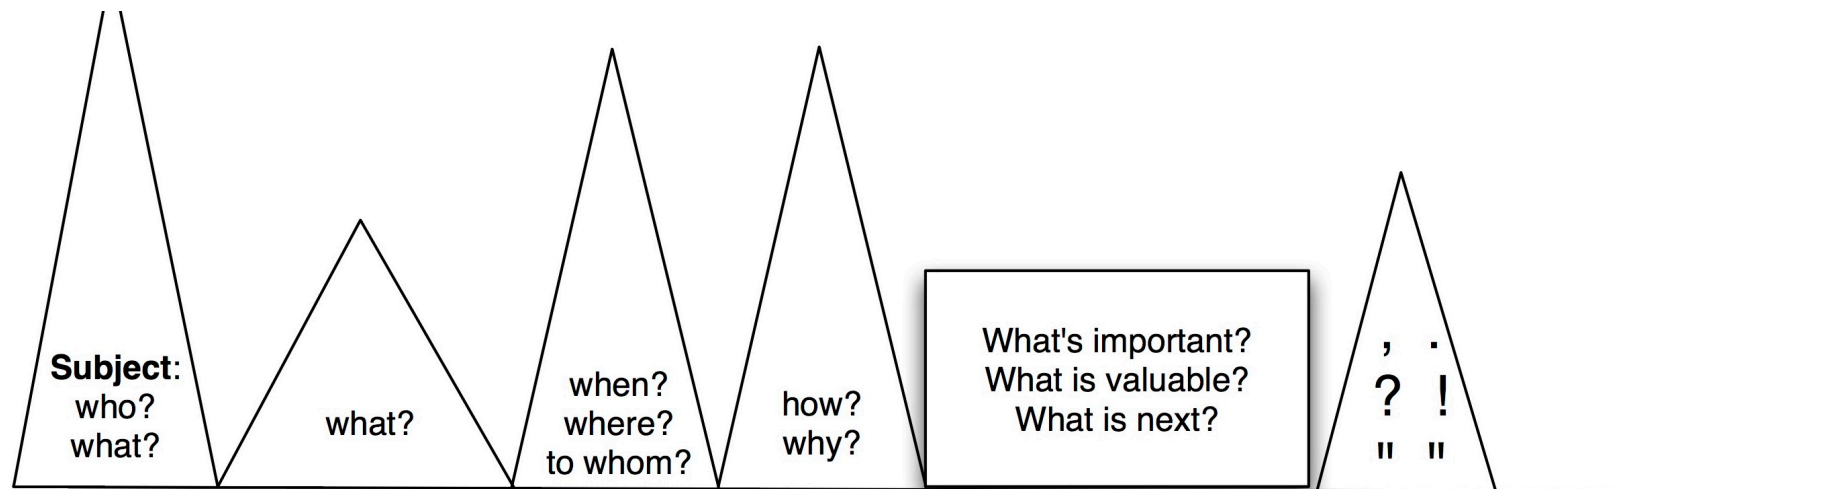 Subject:
who?
what?
what?
when?
where?
to whom?
how?
why?
What's important?
What is valuable?
What is next?
, .
? !
" "